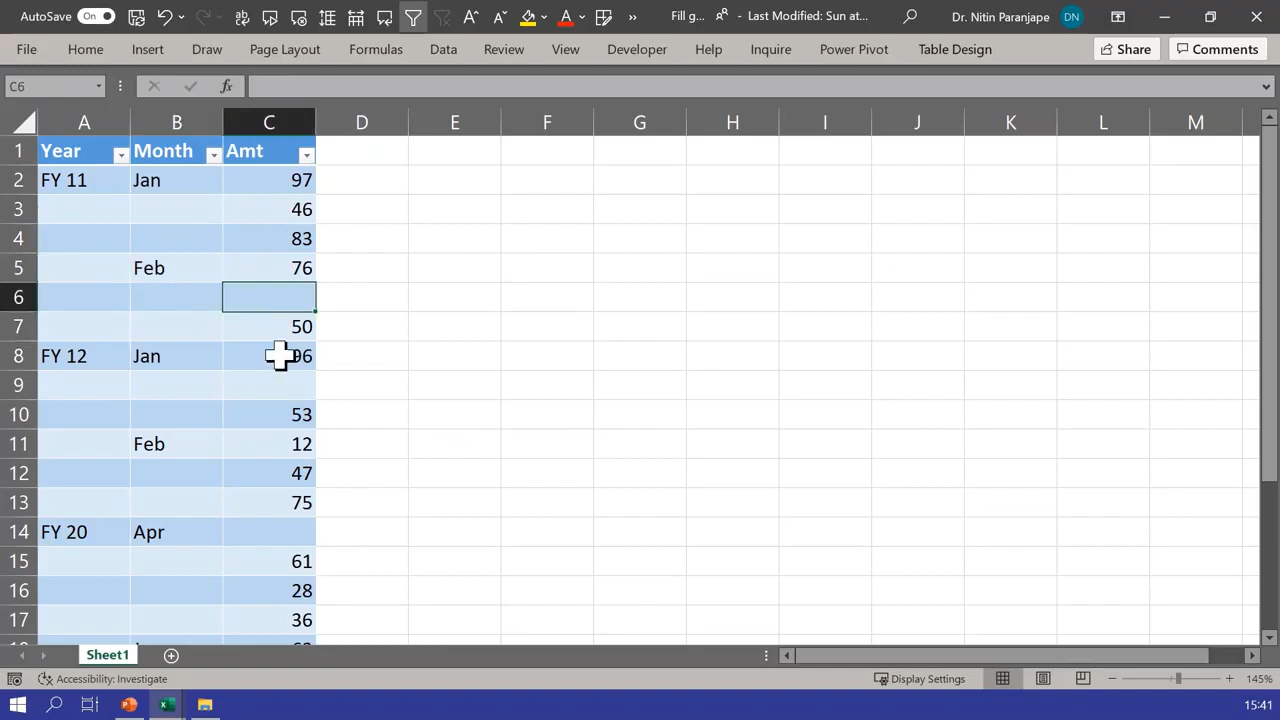 AutoSave On Fill g... - Last Modified: Sun at... Dr. Nitin Paranjape DN
File Home Insert Draw Page Layout Formulas Data Review View Developer Help Inquire Power Pivot Table Design Share Comments
C6 fx
A B C D E F G H I J K L M
1 Year Month Amt
2 FY 11 Jan 97
3 46
4 83
5 Feb 76
6
7 50
8 FY 12 Jan 96
9
10 53
11 Feb 12
12 47
13 75
14 FY 20 Apr
15 61
16 28
17 36
Sheet1
Accessibility: Investigate Display Settings 145%
15:41